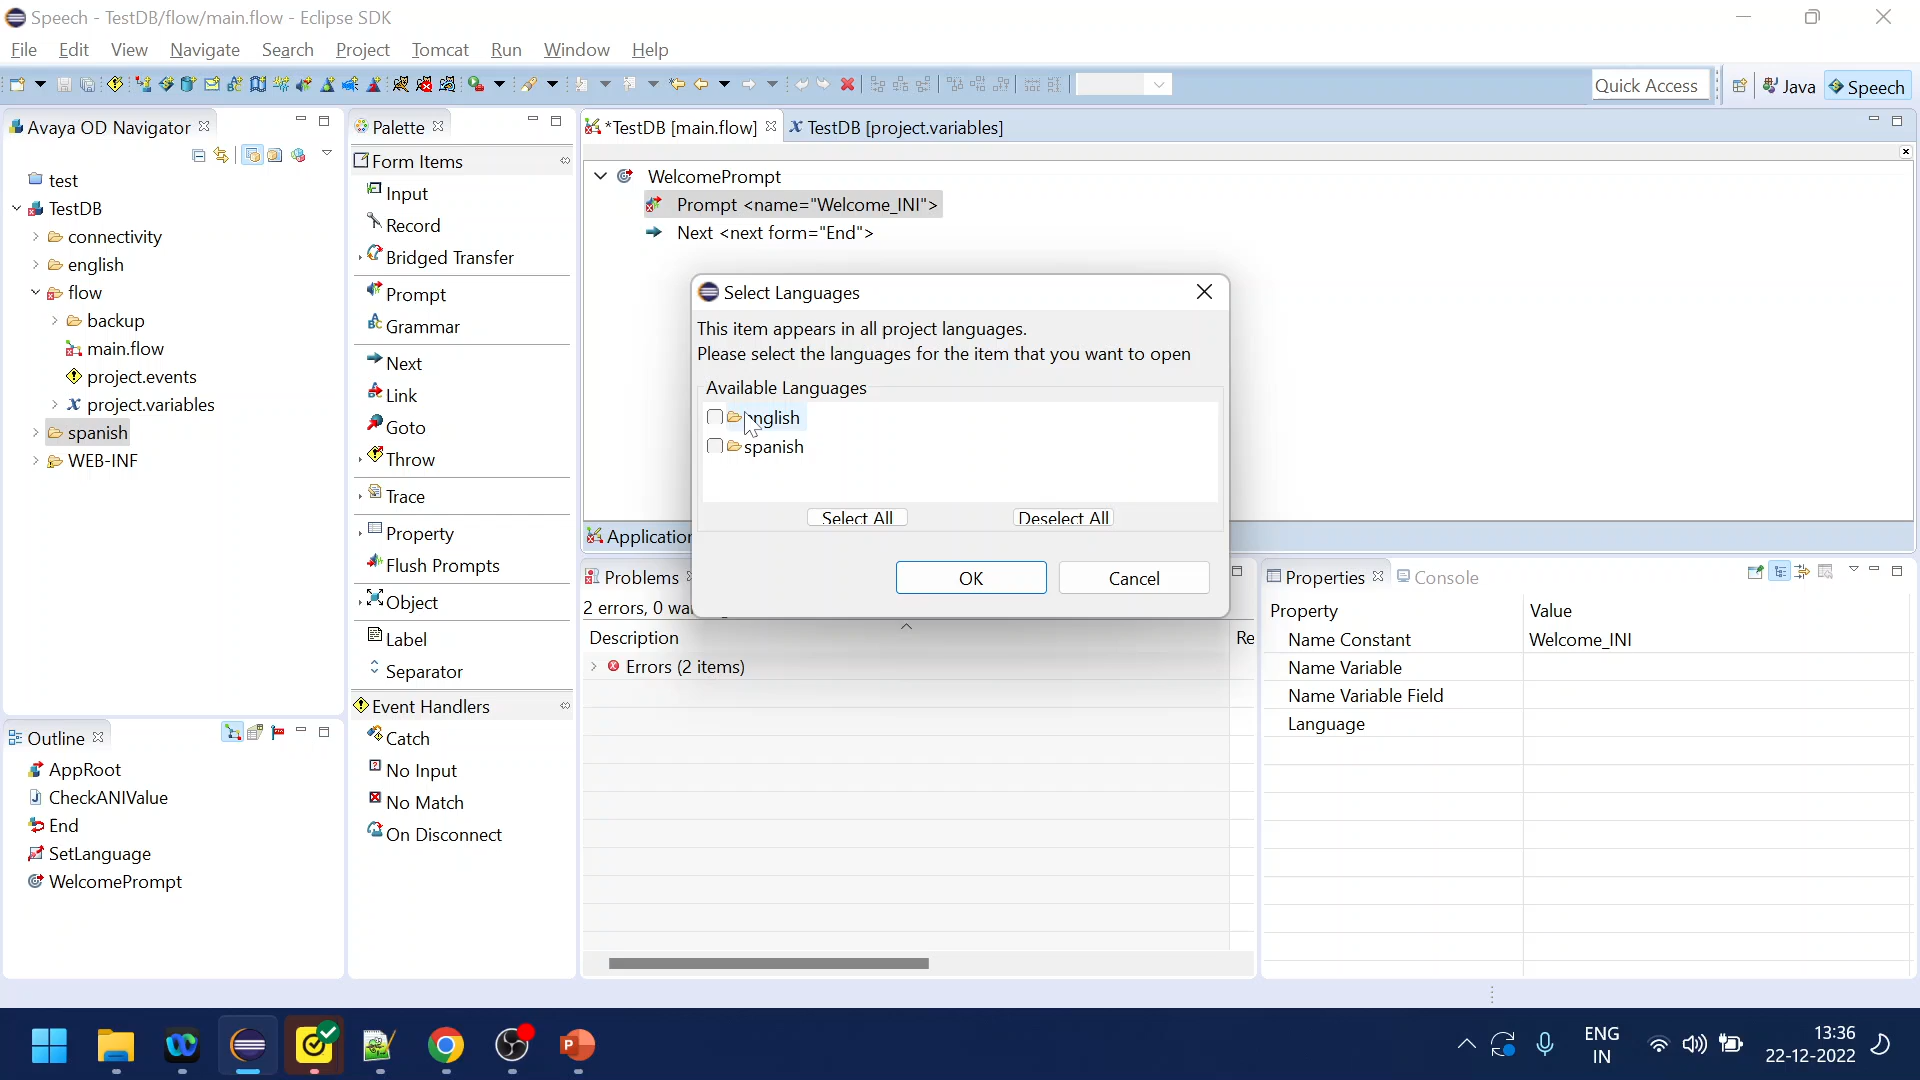 Speech - TestDB/flow/main.flow - Eclipse SDK
File Edit View Navigate Search Project Tomcat Run Window Help
Quick Access Java Speech
Avaya OD Navigator
test
TestDB
connectivity
english
flow
backup
main.flow
project.events
project.variables
spanish
WEB-INF
Outline
AppRoot
CheckANIValue
End
SetLanguage
WelcomePrompt
Palette
Form Items
Input
Record
Bridged Transfer
Prompt
Grammar
Next
Link
Goto
Throw
Trace
Property
Flush Prompts
Object
Label
Separator
Event Handlers
Catch
No Input
No Match
On Disconnect
*TestDB [main.flow] TestDB [project.variables]
WelcomePrompt
Prompt <name="Welcome_INI">
Next <next form="End">
Select Languages
This item appears in all project languages.
Please select the languages for the item that you want to open
Available Languages
english
spanish
Select All Deselect All
OK Cancel
Application
Problems
2 errors, 0 wa
Description Re
Errors (2 items)
Properties Console
Property Value
Name Constant Welcome_INI
Name Variable
Name Variable Field
Language
ENG
IN
13:36
22-12-2022